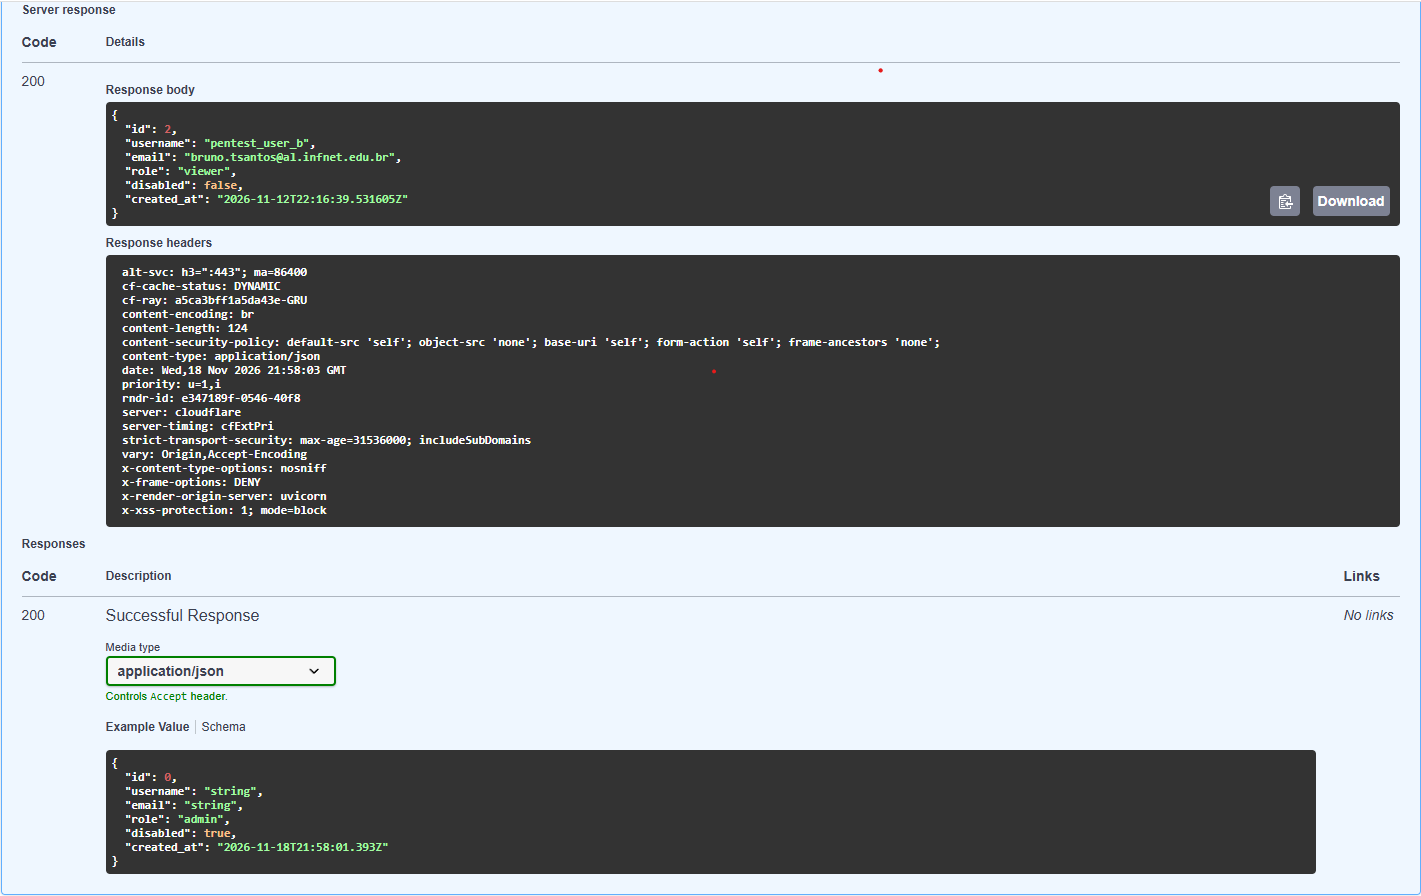 Server response
Code Details
200
Response body
{
"id": 2,
"username": "pentest_user_b",
"email": "bruno.tsantos@al.infnet.edu.br",
"role": "viewer",
"disabled": false,
"created_at": "2026-11-12T22:16:39.531605Z"
}
Download
Response headers
alt-svc: h3=":443"; ma=86400
cf-cache-status: DYNAMIC
cf-ray: a5ca3bff1a5da43e-GRU
content-encoding: br
content-length: 124
content-security-policy: default-src 'self'; object-src 'none'; base-uri 'self'; form-action 'self'; frame-ancestors 'none';
content-type: application/json
date: Wed,18 Nov 2026 21:58:03 GMT
priority: u=1,i
rndr-id: e347189f-0546-40f8
server: cloudflare
server-timing: cfExtPri
strict-transport-security: max-age=31536000; includeSubDomains
vary: Origin,Accept-Encoding
x-content-type-options: nosniff
x-frame-options: DENY
x-render-origin-server: uvicorn
x-xss-protection: 1; mode=block
Responses
Code Description Links
200 Successful Response No links
Media type
application/json
Controls Accept header.
Example Value Schema
{
"id": 0,
"username": "string",
"email": "string",
"role": "admin",
"disabled": true,
"created_at": "2026-11-18T21:58:01.393Z"
}